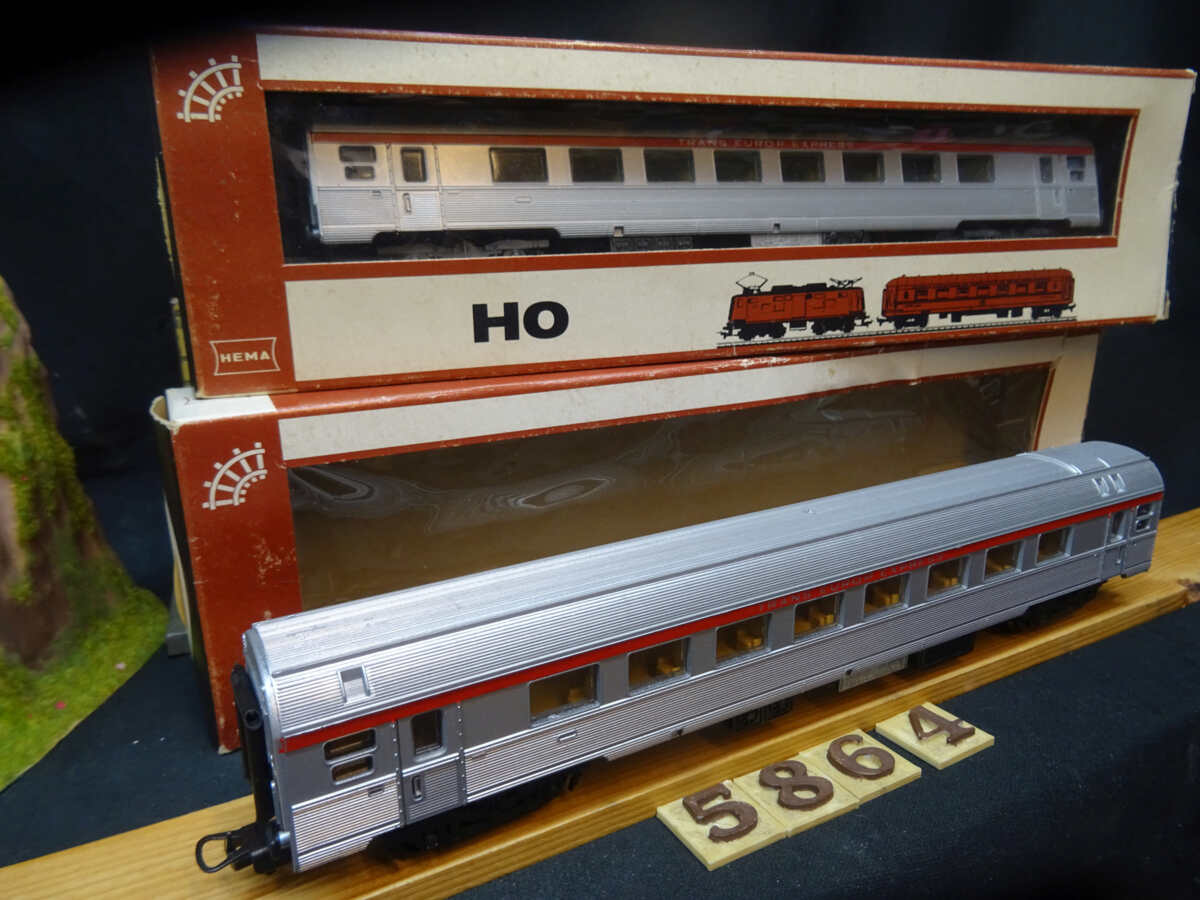 TRANS EUROP EXPRESS
HO
HEMA
TRANS EUROP EXPRESS
5864